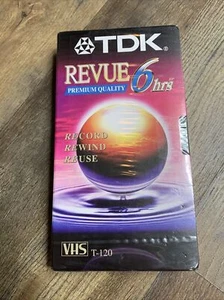 TDK
REVUE 6hrs
PREMIUM QUALITY
RECORD
REWIND
REUSE
VHS T-120